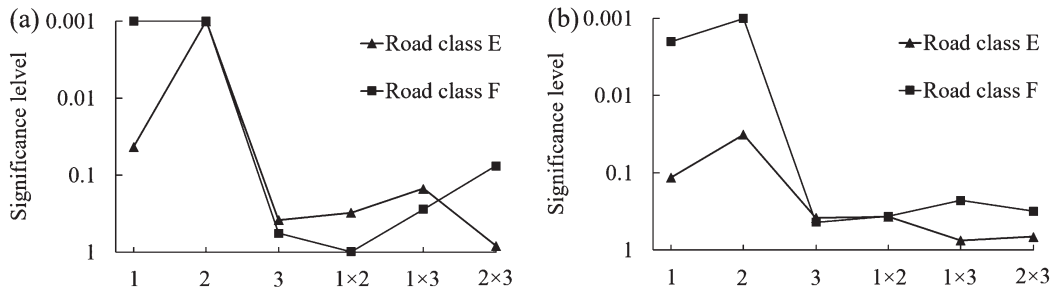 (a)
Significance lelvel
0.001
0.01
0.1
1
Road class E
Road class F
1 2 3 1×2 1×3 2×3
(b)
Significance level
0.001
0.01
0.1
1
Road class E
Road class F
1 2 3 1×2 1×3 2×3